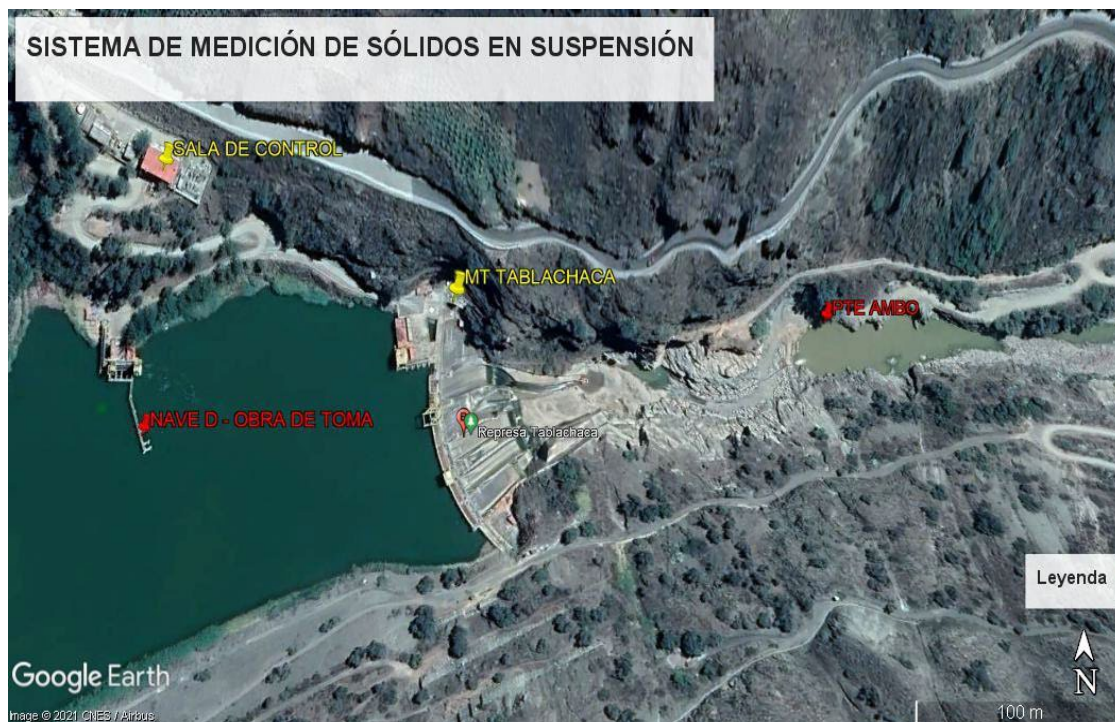 SISTEMA DE MEDICIÓN DE SÓLIDOS EN SUSPENSIÓN
SALA DE CONTROL
MT TABLACHACA
PTE AMBO
NAVE D - OBRA DE TOMA
Represa Tablachaca
Leyenda
Google Earth
N
Image © 2021 CNES / Airbus
100 m